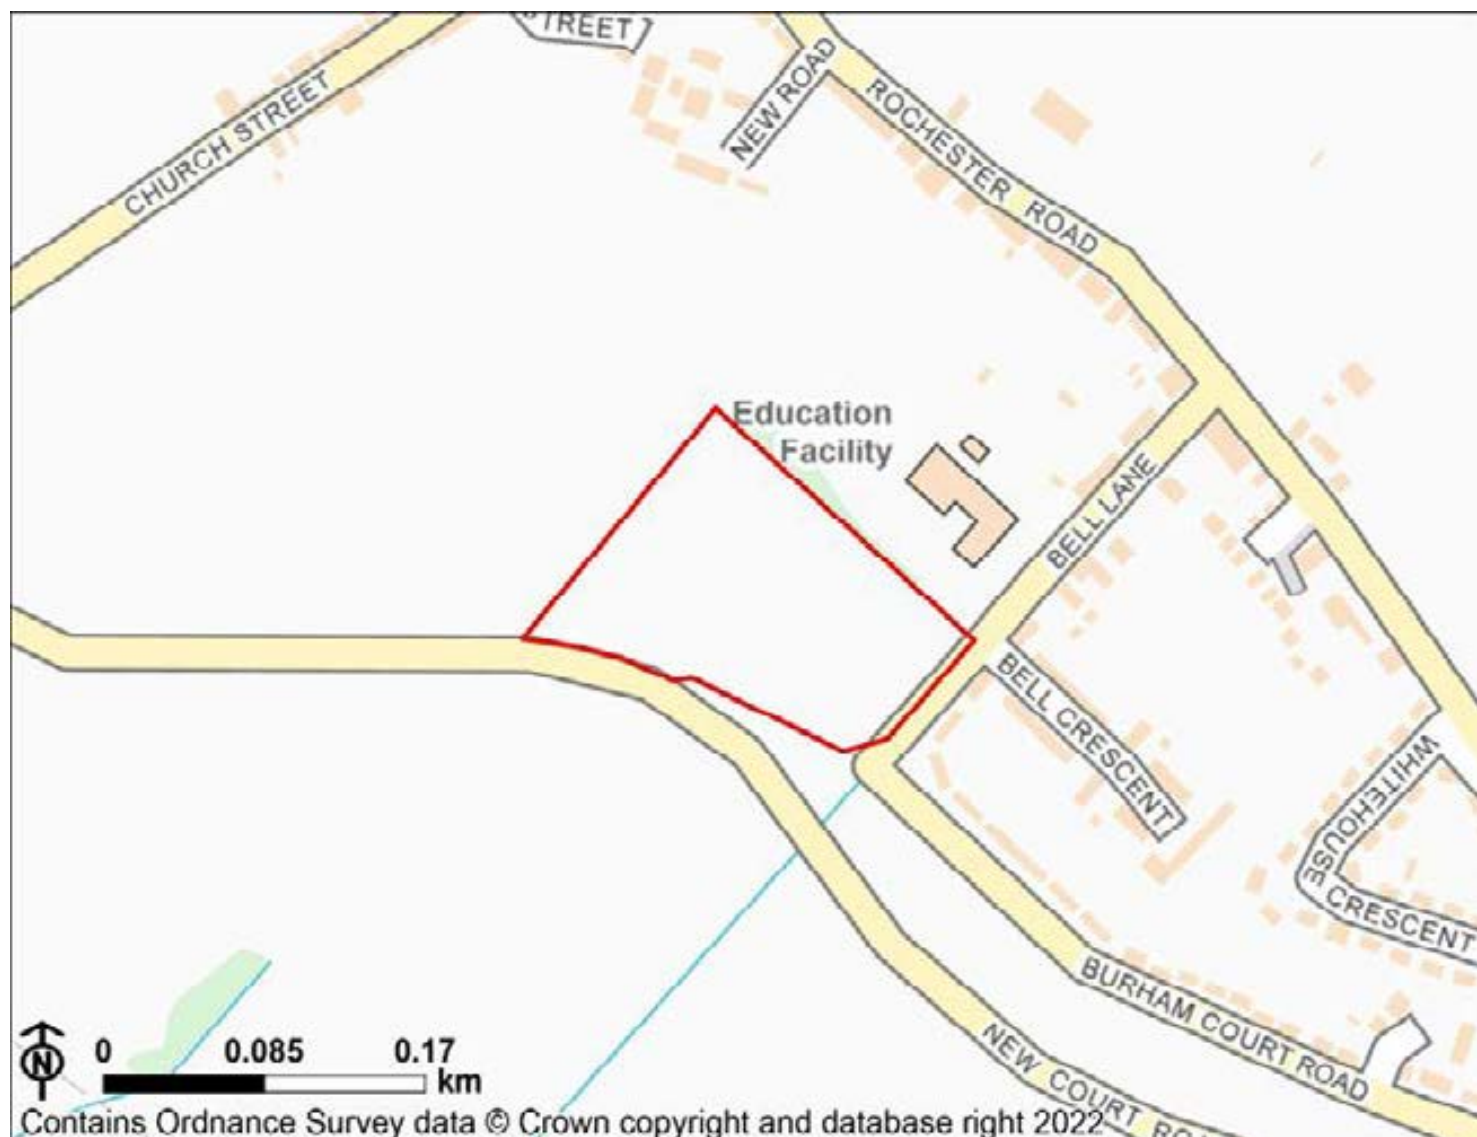 STREET
NEW ROAD
ROCHESTER ROAD
CHURCH STREET
Education
Facility
BELL LANE
BELL CRESCENT
WHITEHOUSE
CRESCENT
BURHAM COURT ROAD
NEW COURT ROAD
N
0 0.085 0.17
km
Contains Ordnance Survey data © Crown copyright and database right 2022